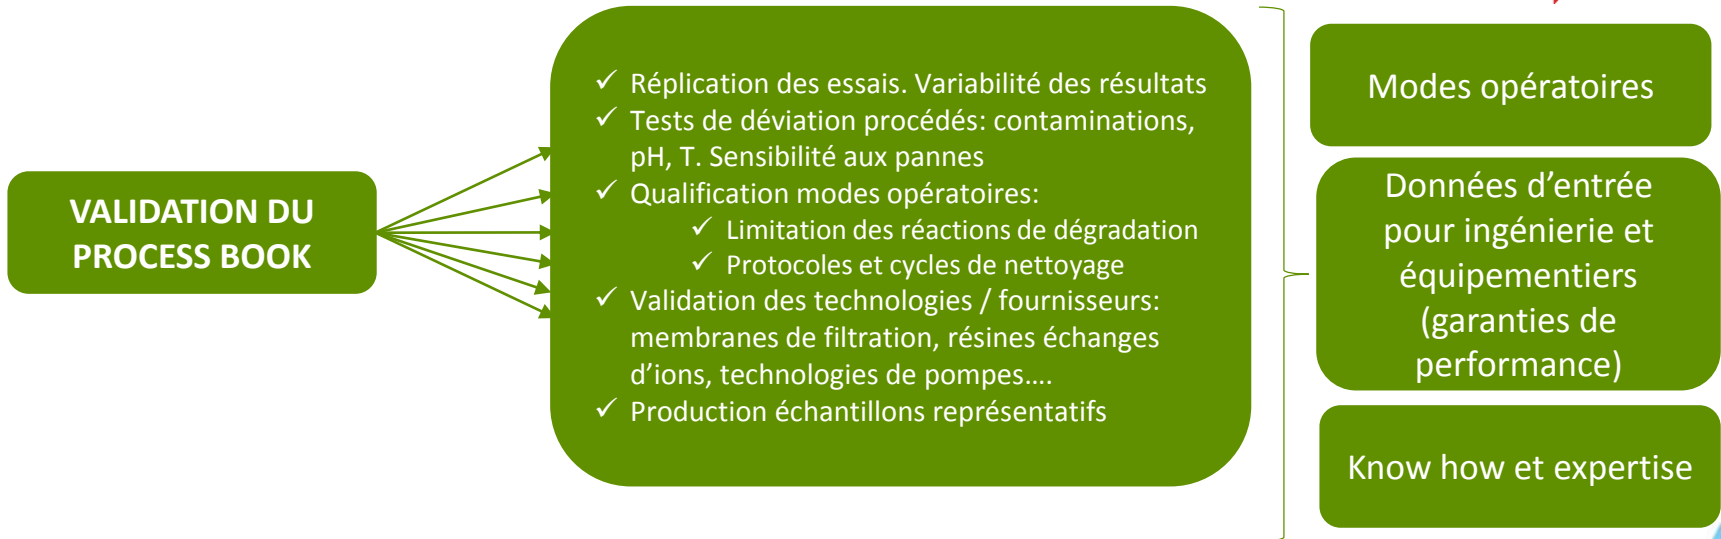 VALIDATION DU
PROCESS BOOK
✓ Réplication des essais. Variabilité des résultats
✓ Tests de déviation procédés: contaminations,
pH, T. Sensibilité aux pannes
✓ Qualification modes opératoires:
✓ Limitation des réactions de dégradation
✓ Protocoles et cycles de nettoyage
✓ Validation des technologies / fournisseurs:
membranes de filtration, résines échanges
d’ions, technologies de pompes....
✓ Production échantillons représentatifs
Modes opératoires
Données d’entrée
pour ingénierie et
équipementiers
(garanties de
performance)
Know how et expertise